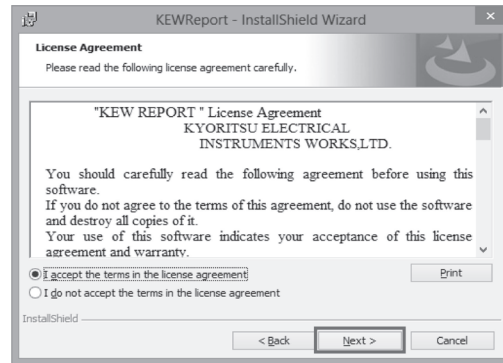 KEWReport - InstallShield Wizard
License Agreement
Please read the following license agreement carefully.
"KEW REPORT " License Agreement
KYORITSU ELECTRICAL
INSTRUMENTS WORKS,LTD.
You should carefully read the following agreement before using this
software.
If you do not agree to the terms of this agreement, do not use the software
and destroy all copies of it.
Your use of this software indicates your acceptance of this license
agreement and warranty.
I accept the terms in the license agreement
Print
I do not accept the terms in the license agreement
InstallShield
< Back
Next >
Cancel